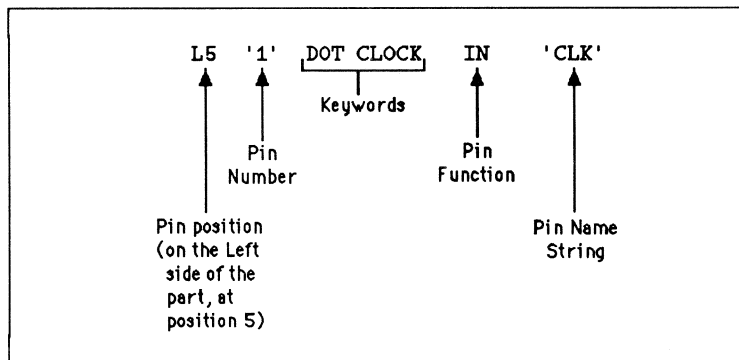 L5 '1' DOT CLOCK IN 'CLK'
Keywords
Pin
Number
Pin
Function
Pin position
(on the Left
side of the
part, at
position 5)
Pin Name
String